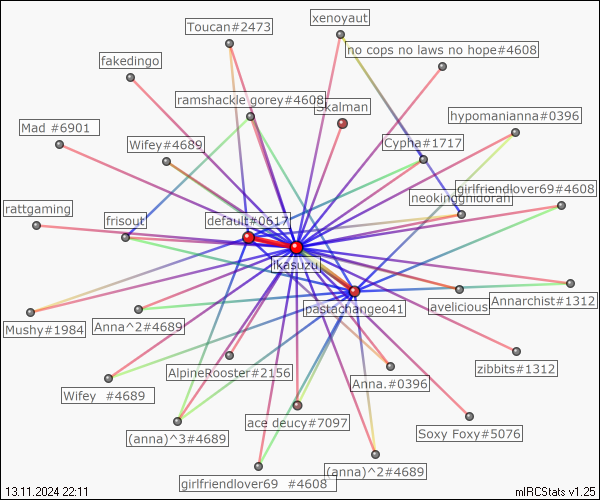 xenoyaut
Toucan#2473
no cops no laws no hope#4608
fakedingo
ramshackle gorey#4608
Skalman
hypomanianna#0396
Mad #6901
Wifey#4689
Cypha#1717
girlfriendlover69#4608
neokinggnidoran
rattgaming
frisout
default#0617
ikasuzu
Annarchist#1312
pastachangeo41
avelicious
Mushy#1984
Anna^2#4689
zibbits#1312
AlpineRooster#2156
Anna.#0396
Wifey #4689
ace deucy#7097
Soxy Foxy#5076
(anna)^3#4689
(anna)^2#4689
girlfriendlover69 #4608
13.11.2024 22:11
mIRCStats v1.25